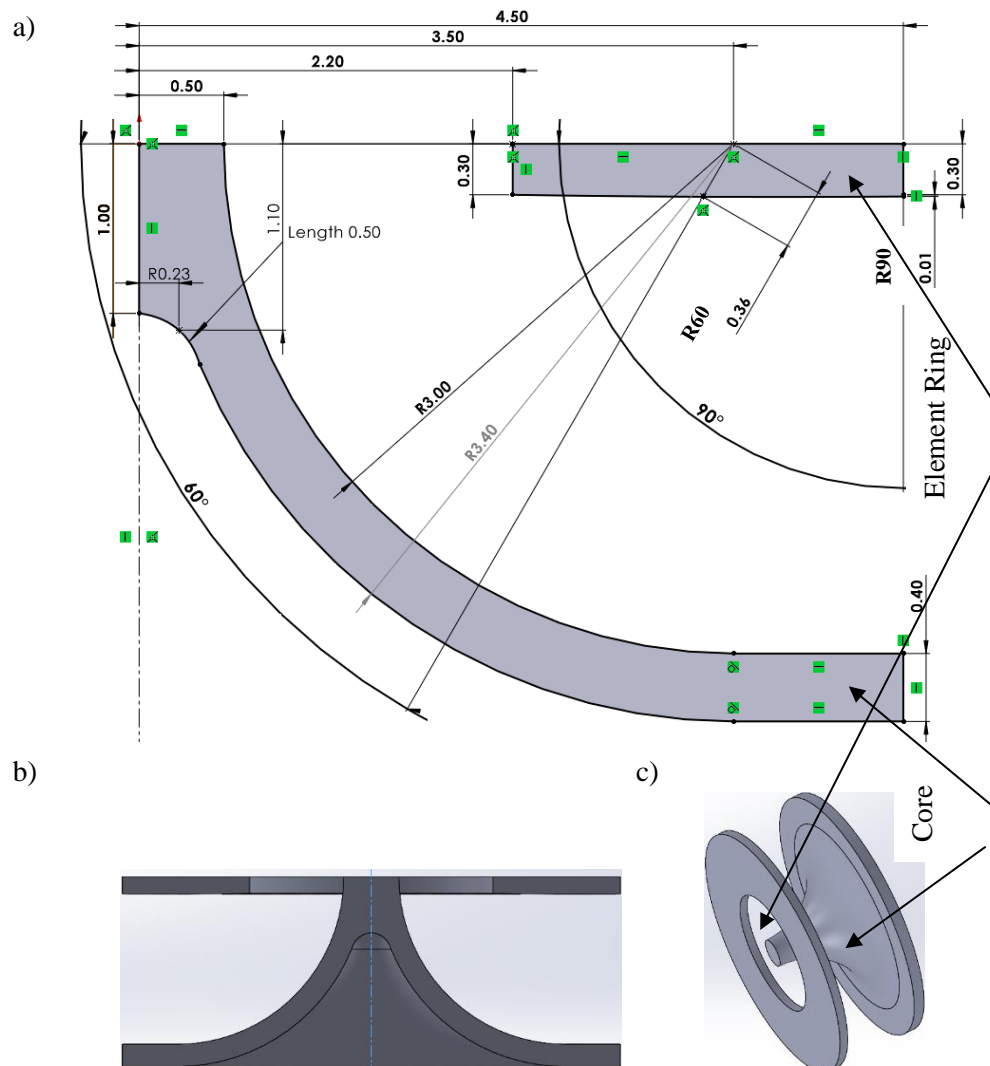 a)
4.50
3.50
2.20
0.50
0.30
0.30
1.00
1.10
Length 0.50
R0.23
R60
0.36
R90
0.01
R3.00
R3.40
90°
60°
Element Ring
0.40
b)
c)
Core